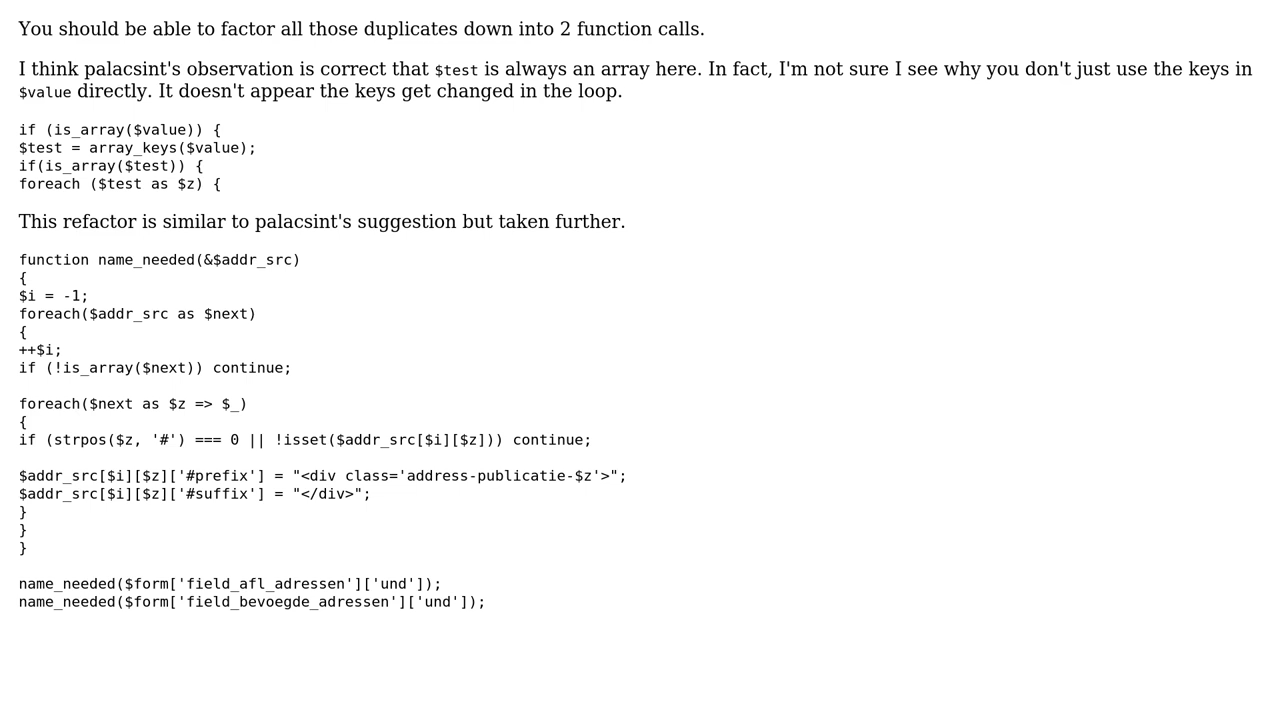 You should be able to factor all those duplicates down into 2 function calls.
I think palacsint's observation is correct that $test is always an array here. In fact, I'm not sure I see why you don't just use the keys in
$value directly. It doesn't appear the keys get changed in the loop.
if (is_array($value)) {
$test = array_keys($value);
if(is_array($test)) {
foreach ($test as $z) {
This refactor is similar to palacsint's suggestion but taken further.
function name_needed(&$addr_src)
{
$i = -1;
foreach($addr_src as $next)
{
++$i;
if (!is_array($next)) continue;
foreach($next as $z => $_)
{
if (strpos($z, '#') === 0 || !isset($addr_src[$i][$z])) continue;
$addr_src[$i][$z]['#prefix'] = "<div class='address-publicatie-$z'>";
$addr_src[$i][$z]['#suffix'] = "</div>";
}
}
}
name_needed($form['field_afl_adressen']['und']);
name_needed($form['field_bevoegde_adressen']['und']);